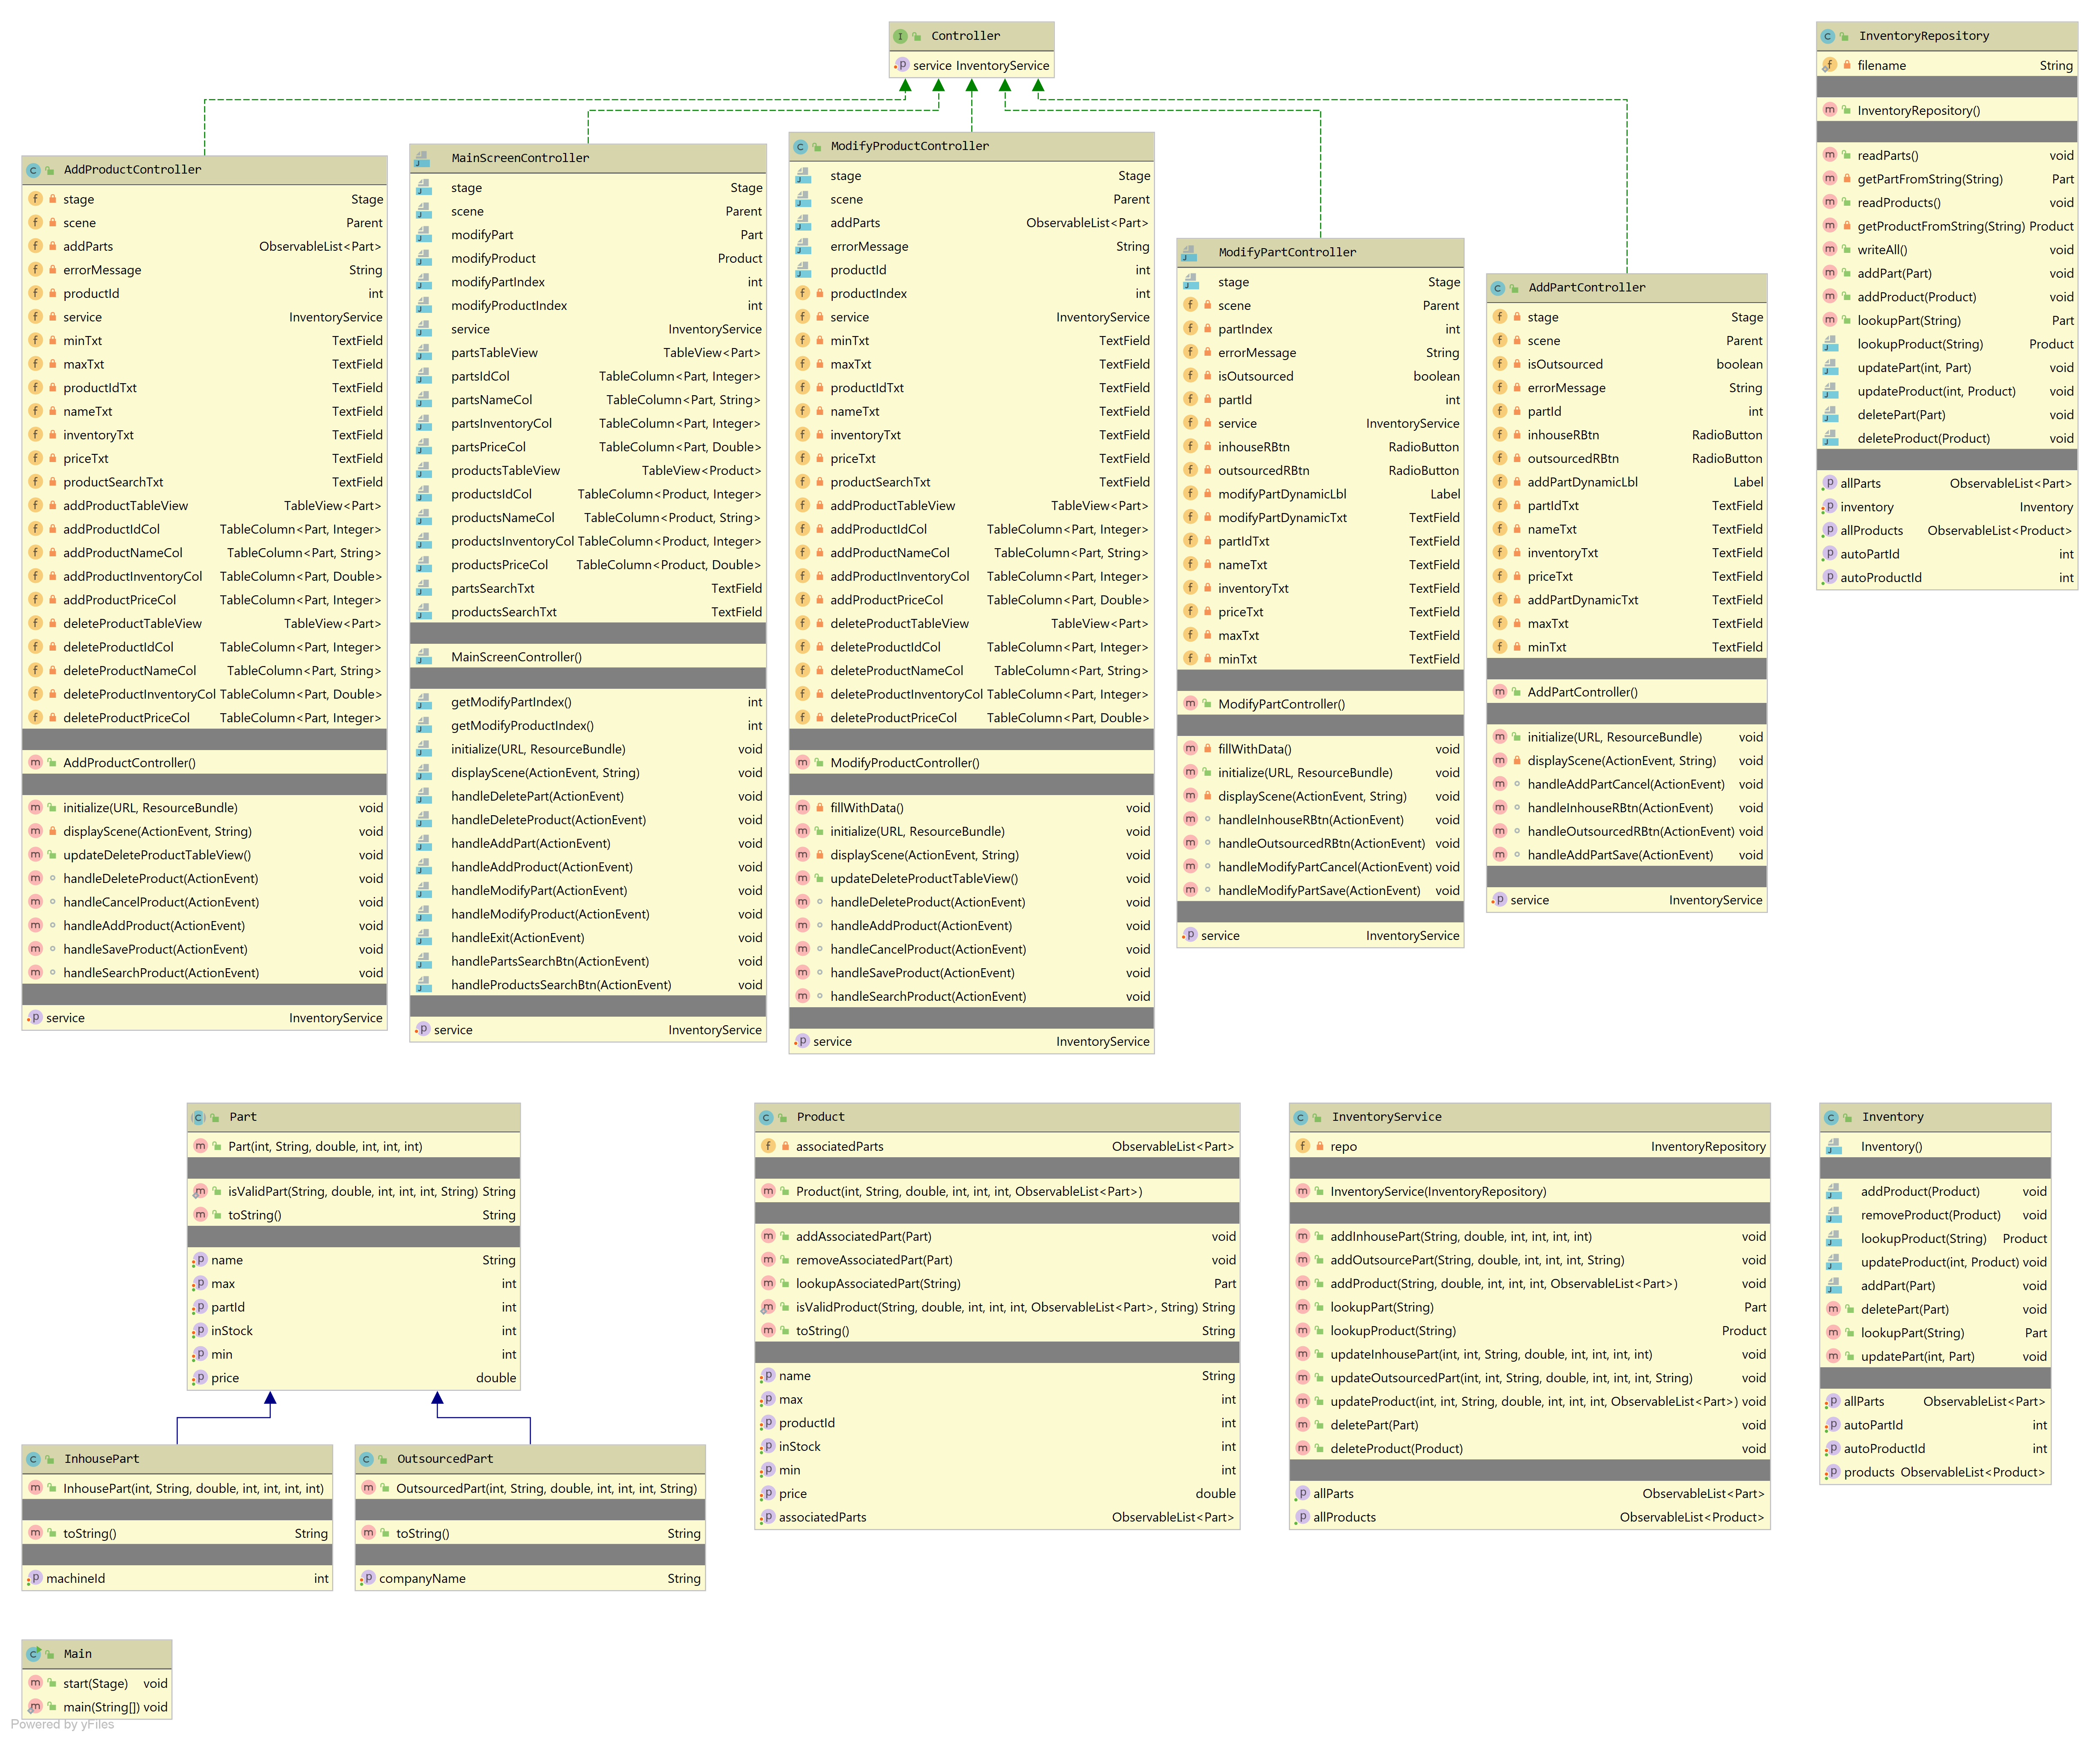 Controller
service InventoryService
InventoryRepository
filename String
InventoryRepository()
readParts() void
getPartFromString(String) Part
readProducts() void
getProductFromString(String) Product
writeAll() void
addPart(Part) void
addProduct(Product) void
lookupPart(String) Part
lookupProduct(String) Product
updatePart(int, Part) void
updateProduct(int, Product) void
deletePart(Part) void
deleteProduct(Product) void
allParts ObservableList<Part>
inventory Inventory
allProducts ObservableList<Product>
autoPartId int
autoProductId int
AddProductController
stage Stage
scene Parent
addParts ObservableList<Part>
errorMessage String
productId int
service InventoryService
minTxt TextField
maxTxt TextField
productIdTxt TextField
nameTxt TextField
inventoryTxt TextField
priceTxt TextField
productSearchTxt TextField
addProductTableView TableView<Part>
addProductIdCol TableColumn<Part, Integer>
addProductNameCol TableColumn<Part, String>
addProductInventoryCol TableColumn<Part, Double>
addProductPriceCol TableColumn<Part, Integer>
deleteProductTableView TableView<Part>
deleteProductIdCol TableColumn<Part, Integer>
deleteProductNameCol TableColumn<Part, String>
deleteProductInventoryCol TableColumn<Part, Double>
deleteProductPriceCol TableColumn<Part, Integer>
AddProductController()
initialize(URL, ResourceBundle) void
displayScene(ActionEvent, String) void
updateDeleteProductTableView() void
handleDeleteProduct(ActionEvent) void
handleCancelProduct(ActionEvent) void
handleAddProduct(ActionEvent) void
handleSaveProduct(ActionEvent) void
handleSearchProduct(ActionEvent) void
service InventoryService
MainScreenController
stage Stage
scene Parent
modifyPart Part
modifyProduct Product
modifyPartIndex int
modifyProductIndex int
service InventoryService
partsTableView TableView<Part>
partsIdCol TableColumn<Part, Integer>
partsNameCol TableColumn<Part, String>
partsInventoryCol TableColumn<Part, Integer>
partsPriceCol TableColumn<Part, Double>
productsTableView TableView<Product>
productsIdCol TableColumn<Product, Integer>
productsNameCol TableColumn<Product, String>
productsInventoryCol TableColumn<Product, Integer>
productsPriceCol TableColumn<Product, Double>
partsSearchTxt TextField
productsSearchTxt TextField
MainScreenController()
getModifyPartIndex() int
getModifyProductIndex() int
initialize(URL, ResourceBundle) void
displayScene(ActionEvent, String) void
handleDeletePart(ActionEvent) void
handleDeleteProduct(ActionEvent) void
handleAddPart(ActionEvent) void
handleAddProduct(ActionEvent) void
handleModifyPart(ActionEvent) void
handleModifyProduct(ActionEvent) void
handleExit(ActionEvent) void
handlePartsSearchBtn(ActionEvent) void
handleProductsSearchBtn(ActionEvent) void
service InventoryService
ModifyProductController
stage Stage
scene Parent
addParts ObservableList<Part>
errorMessage String
productId int
productIndex int
service InventoryService
minTxt TextField
maxTxt TextField
productIdTxt TextField
nameTxt TextField
inventoryTxt TextField
priceTxt TextField
productSearchTxt TextField
addProductTableView TableView<Part>
addProductIdCol TableColumn<Part, Integer>
addProductNameCol TableColumn<Part, String>
addProductInventoryCol TableColumn<Part, Integer>
addProductPriceCol TableColumn<Part, Double>
deleteProductTableView TableView<Part>
deleteProductIdCol TableColumn<Part, Integer>
deleteProductNameCol TableColumn<Part, String>
deleteProductInventoryCol TableColumn<Part, Integer>
deleteProductPriceCol TableColumn<Part, Double>
ModifyProductController()
fillWithData() void
initialize(URL, ResourceBundle) void
displayScene(ActionEvent, String) void
updateDeleteProductTableView() void
handleDeleteProduct(ActionEvent) void
handleAddProduct(ActionEvent) void
handleCancelProduct(ActionEvent) void
handleSaveProduct(ActionEvent) void
handleSearchProduct(ActionEvent) void
service InventoryService
ModifyPartController
stage Stage
scene Parent
partIndex int
errorMessage String
isOutsourced boolean
partId int
service InventoryService
inhouseRBtn RadioButton
outsourcedRBtn RadioButton
modifyPartDynamicLbl Label
modifyPartDynamicTxt TextField
partIdTxt TextField
nameTxt TextField
inventoryTxt TextField
priceTxt TextField
maxTxt TextField
minTxt TextField
ModifyPartController()
fillWithData() void
initialize(URL, ResourceBundle) void
displayScene(ActionEvent, String) void
handleInhouseRBtn(ActionEvent) void
handleOutsourcedRBtn(ActionEvent) void
handleModifyPartCancel(ActionEvent) void
handleModifyPartSave(ActionEvent) void
service InventoryService
AddPartController
stage Stage
scene Parent
isOutsourced boolean
errorMessage String
partId int
inhouseRBtn RadioButton
outsourcedRBtn RadioButton
addPartDynamicLbl Label
partIdTxt TextField
nameTxt TextField
inventoryTxt TextField
priceTxt TextField
addPartDynamicTxt TextField
maxTxt TextField
minTxt TextField
AddPartController()
initialize(URL, ResourceBundle) void
displayScene(ActionEvent, String) void
handleAddPartCancel(ActionEvent) void
handleInhouseRBtn(ActionEvent) void
handleOutsourcedRBtn(ActionEvent) void
handleAddPartSave(ActionEvent) void
service InventoryService
Part
Part(int, String, double, int, int, int)
isValidPart(String, double, int, int, int, String) String
toString() String
name String
max int
partId int
inStock int
min int
price double
InhousePart
InhousePart(int, String, double, int, int, int, int)
toString() String
machineId int
OutsourcedPart
OutsourcedPart(int, String, double, int, int, int, String)
toString() String
companyName String
Product
associatedParts ObservableList<Part>
Product(int, String, double, int, int, int, ObservableList<Part>)
addAssociatedPart(Part) void
removeAssociatedPart(Part) void
lookupAssociatedPart(String) Part
isValidProduct(String, double, int, int, int, ObservableList<Part>, String) String
toString() String
name String
max int
productId int
inStock int
min int
price double
associatedParts ObservableList<Part>
InventoryService
repo InventoryRepository
InventoryService(InventoryRepository)
addInhousePart(String, double, int, int, int, int) void
addOutsourcePart(String, double, int, int, int, String) void
addProduct(String, double, int, int, int, ObservableList<Part>) void
lookupPart(String) Part
lookupProduct(String) Product
updateInhousePart(int, int, String, double, int, int, int, int) void
updateOutsourcedPart(int, int, String, double, int, int, int, String) void
updateProduct(int, int, String, double, int, int, int, ObservableList<Part>) void
deletePart(Part) void
deleteProduct(Product) void
allParts ObservableList<Part>
allProducts ObservableList<Product>
Inventory
Inventory()
addProduct(Product) void
removeProduct(Product) void
lookupProduct(String) Product
updateProduct(int, Product) void
addPart(Part) void
deletePart(Part) void
lookupPart(String) Part
updatePart(int, Part) void
allParts ObservableList<Part>
autoPartId int
autoProductId int
products ObservableList<Product>
Main
start(Stage) void
main(String[]) void
Powered by yFiles